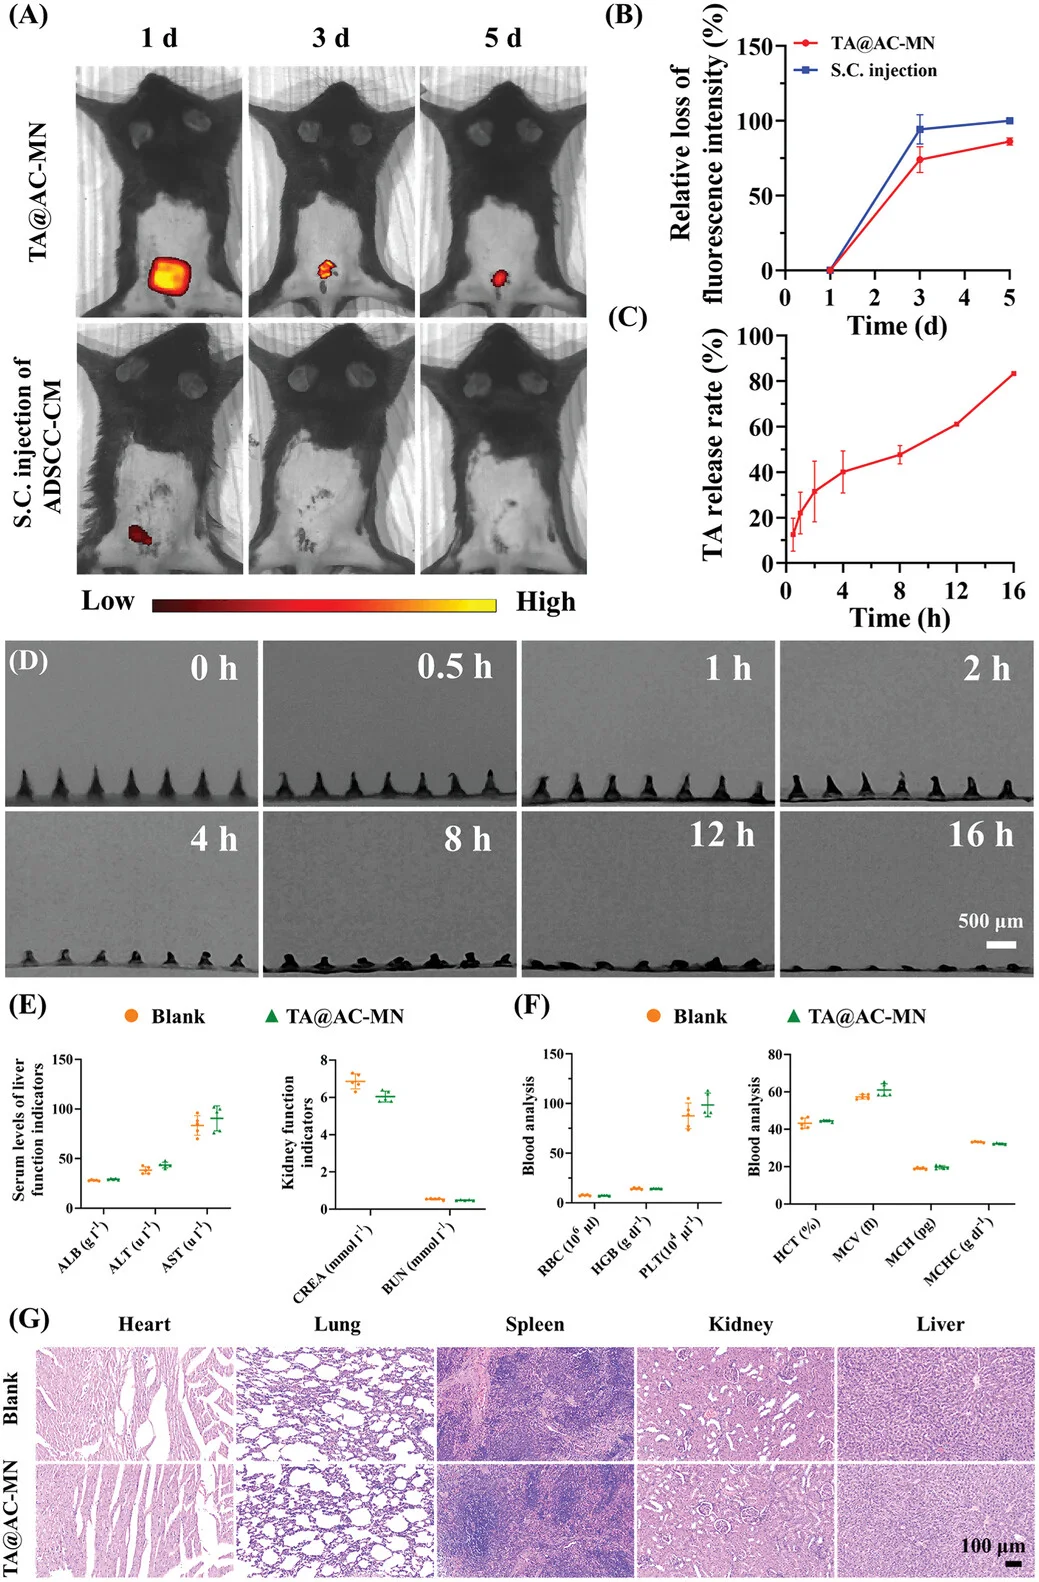 (A)
1 d 3 d 5 d
TA@AC-MN
S.C. injection of
ADSCC-CM
Low High
(B)
TA@AC-MN
S.C. injection
Relative loss of
fluorescence intensity (%)
150
100
50
0
0 1 2 3 4 5
Time (d)
(C)
TA release rate (%)
100
80
60
40
20
0
0 4 8 12 16
Time (h)
(D)
0 h 0.5 h 1 h 2 h
4 h 8 h 12 h 16 h
500 μm
(E)
Blank TA@AC-MN
Serum levels of liver
function indicators
150
100
50
0
ALB (g l⁻¹) ALT (u l⁻¹) AST (u l⁻¹)
Kidney function
indicators
8
6
4
2
0
CREA (mmol l⁻¹) BUN (mmol l⁻¹)
(F)
Blank TA@AC-MN
Blood analysis
150
100
50
0
RBC (10⁶ μl) HGB (g dl⁻¹) PLT(10⁴ μl⁻¹)
Blood analysis
80
60
40
20
0
HCT (%) MCV (fl) MCH (pg) MCHC (g dl⁻¹)
(G)
Heart Lung Spleen Kidney Liver
Blank
TA@AC-MN
100 μm